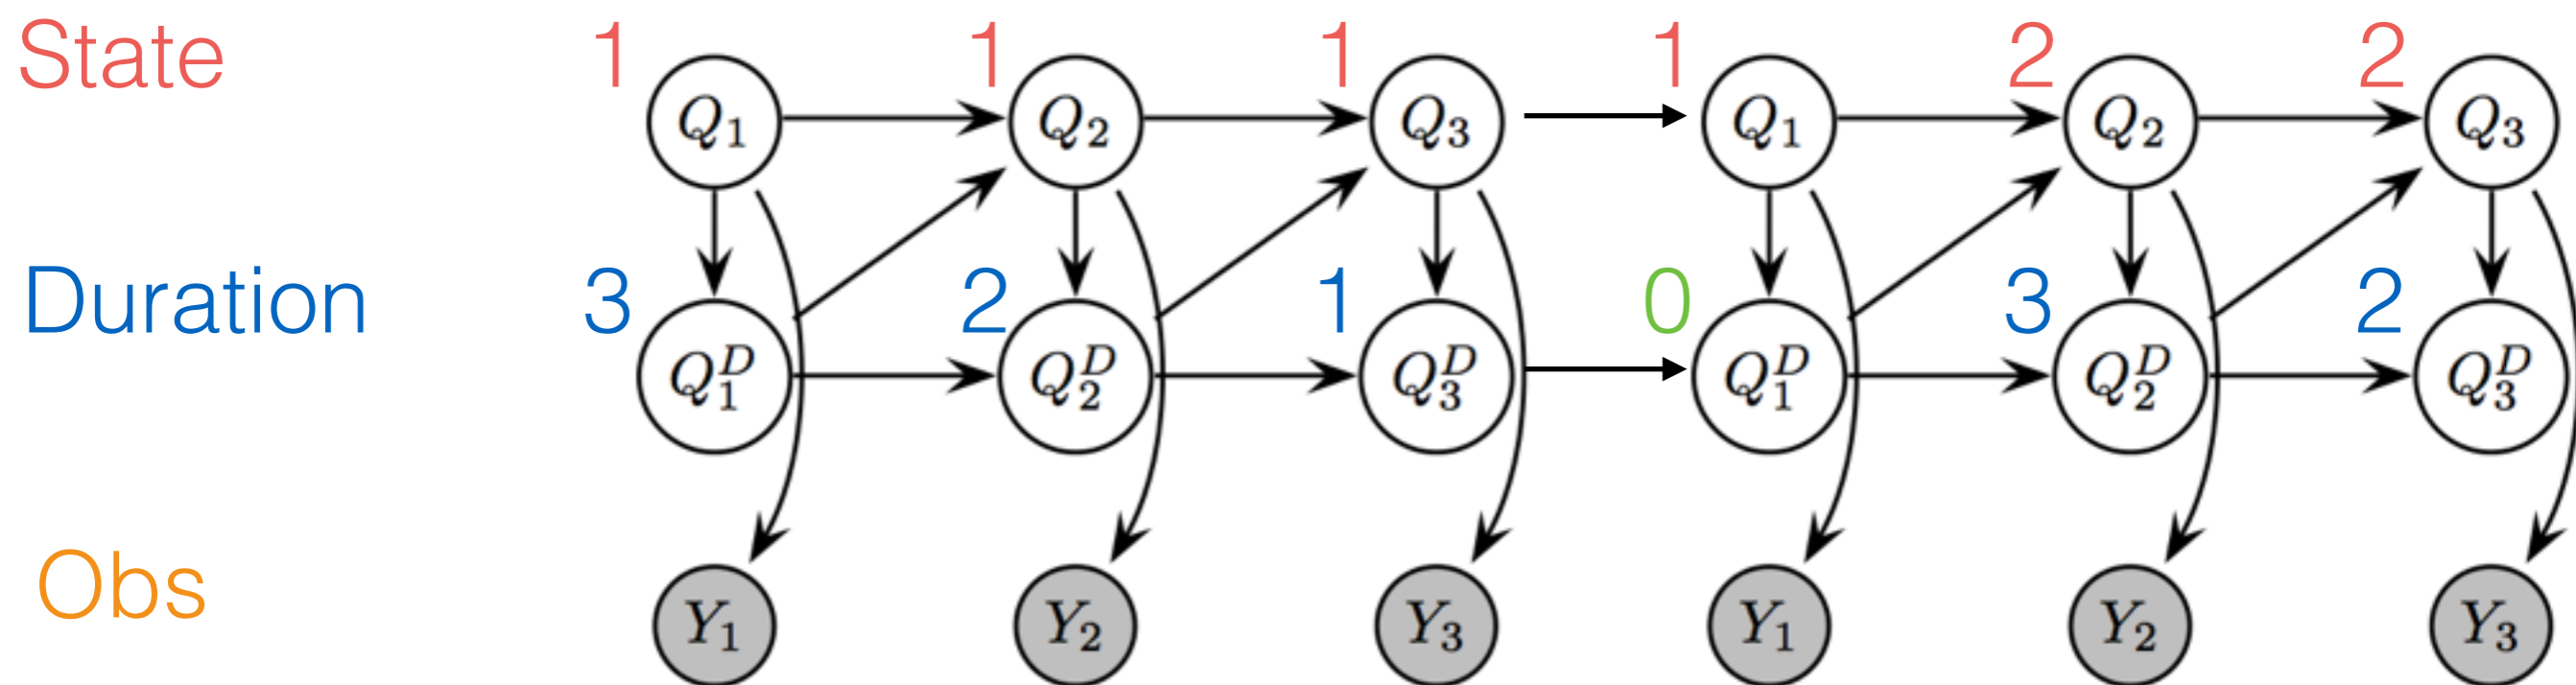 State 1 1 1 1 2 2
Q₁ Q₂ Q₃ Q₁ Q₂ Q₃
Duration 3 2 1 0 3 2
Q₁ᴰ Q₂ᴰ Q₃ᴰ Q₁ᴰ Q₂ᴰ Q₃ᴰ
Obs
Y₁ Y₂ Y₃ Y₁ Y₂ Y₃